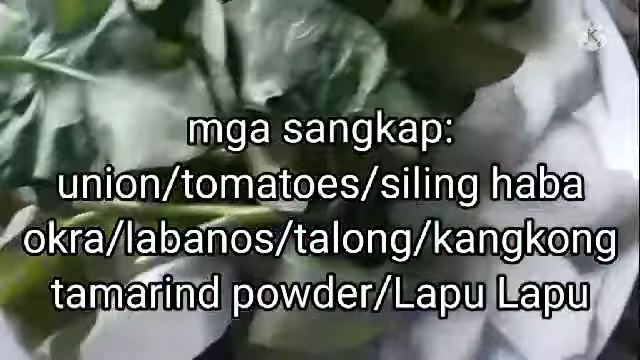 mga sangkap:
union/tomatoes/siling haba
okra/labanos/talong/kangkong
tamarind powder/Lapu Lapu